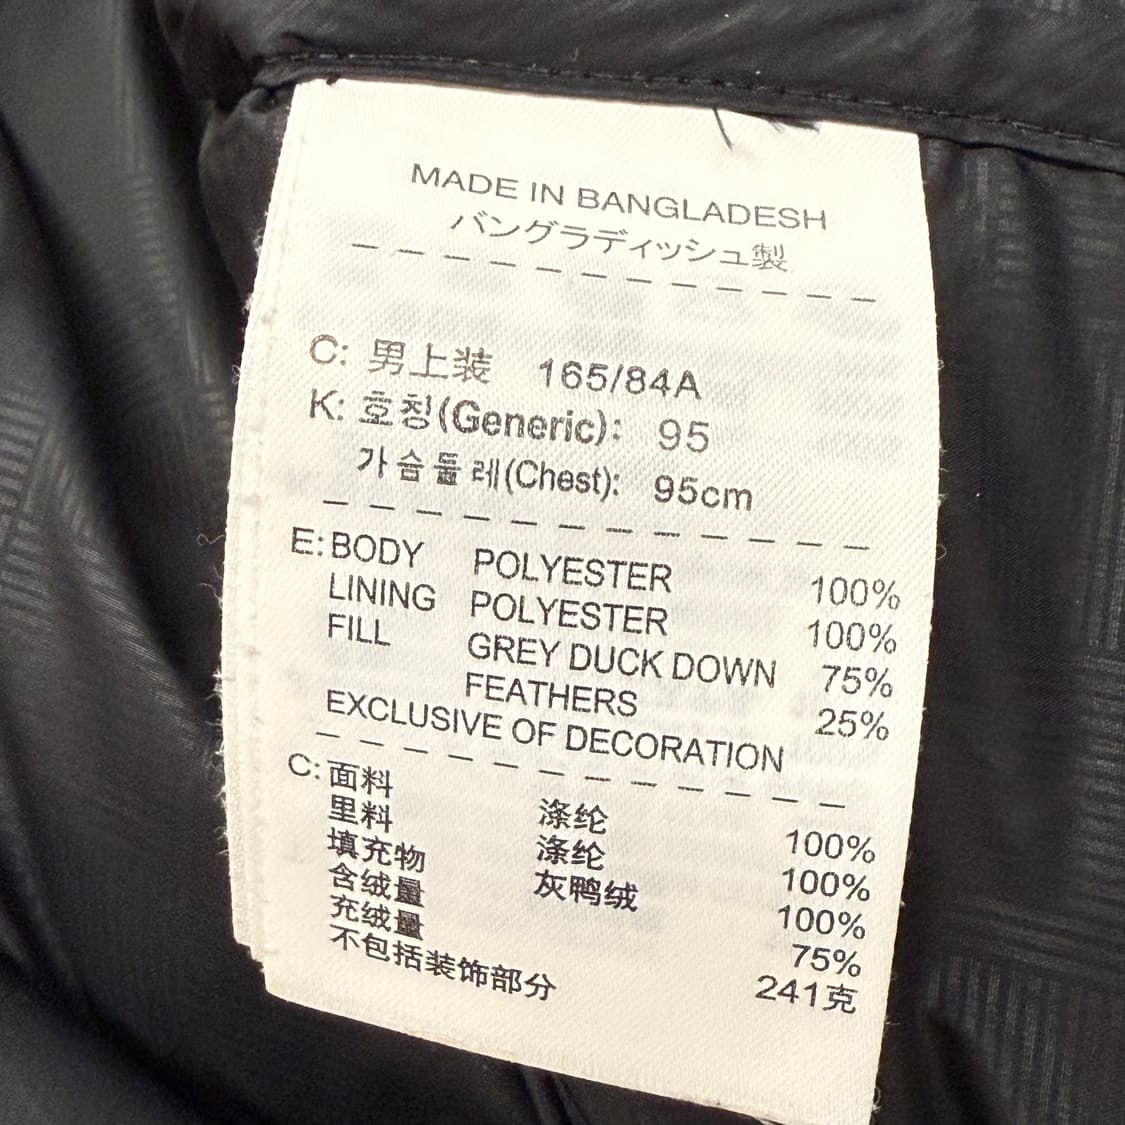 MADE IN BANGLADESH
バングラディッシュ製
C: 男上装 165/84A
K: 호칭(Generic): 95
가슴둘레(Chest): 95cm
E: BODY POLYESTER 100%
LINING POLYESTER 100%
FILL GREY DUCK DOWN 75%
FEATHERS 25%
EXCLUSIVE OF DECORATION
C: 面料 涤纶 100%
里料 涤纶 100%
填充物 灰鸭绒 100%
含绒量 75%
充绒量 241克
不包括装饰部分